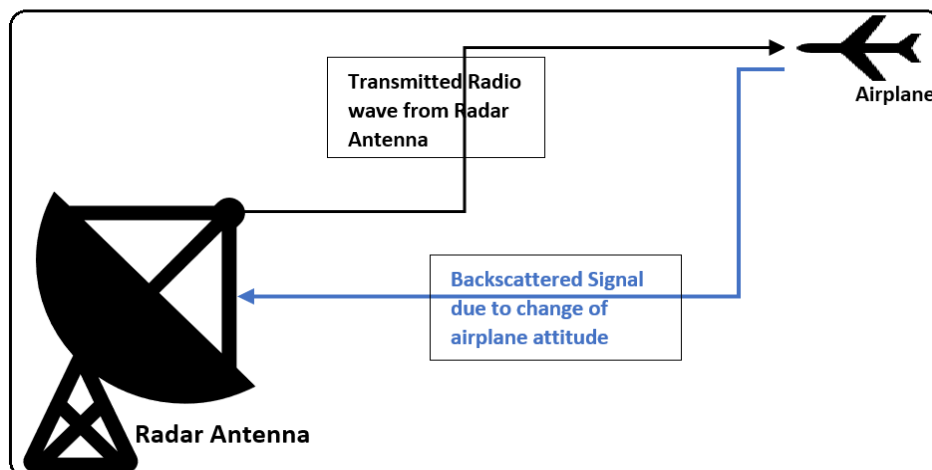 Transmitted Radio
wave from Radar
Antenna
Airplane
Backscattered Signal
due to change of
airplane attitude
Radar Antenna